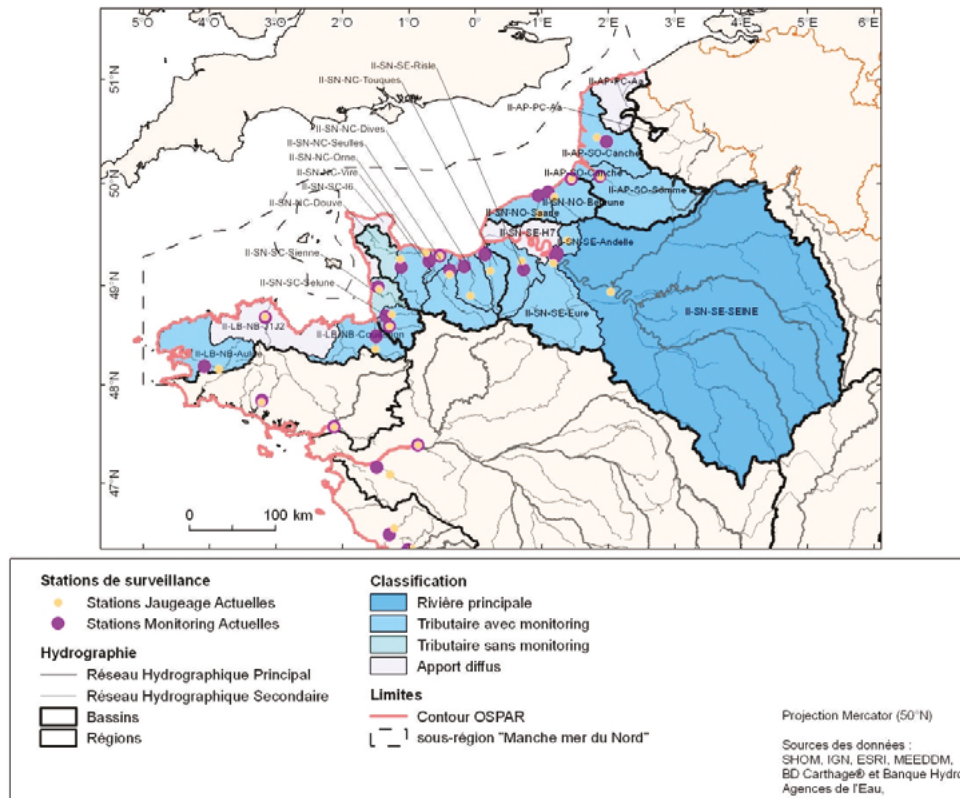 5°O 4°O 3°O 2°O 1°O 0° 1°E 2°E 3°E 4°E 5°E 6°E
51°N
50°N
49°N
48°N
47°N
II-SN-SE-Risle
II-SN-NC-Touques
II-SN-NC-Dives
II-SN-NC-Seulles
II-SN-NC-Orne
II-SN-NC-Vire
II-SN-SC-I6
II-SN-NC-Douve
II-SN-SC-Sienne
II-SN-SC-Selune
II-AP-PC-Aa
II-AP-PC-Aa
II-AP-SO-Canche
II-AP-SO-Canche
II-AP-SO-Somme
II-SN-NO-Bethune
II-SN-NO-Saane
II-SN-SE-H7
II-SN-SE-Andelle
II-SN-SE-Eure
II-SN-SE-SEINE
II-LB-NB-J1J2
II-LB-NB-Couesnon
II-LB-NB-Aulne
0 100 km
Stations de surveillance
Stations Jaugeage Actuelles
Stations Monitoring Actuelles
Hydrographie
Réseau Hydrographique Principal
Réseau Hydrographique Secondaire
Bassins
Régions
Classification
Rivière principale
Tributaire avec monitoring
Tributaire sans monitoring
Apport diffus
Limites
Contour OSPAR
sous-région "Manche mer du Nord"
Projection Mercator (50°N)
Sources des données :
SHOM, IGN, ESRI, MEEDDM,
BD Carthage® et Banque Hydro
Agences de l'Eau,